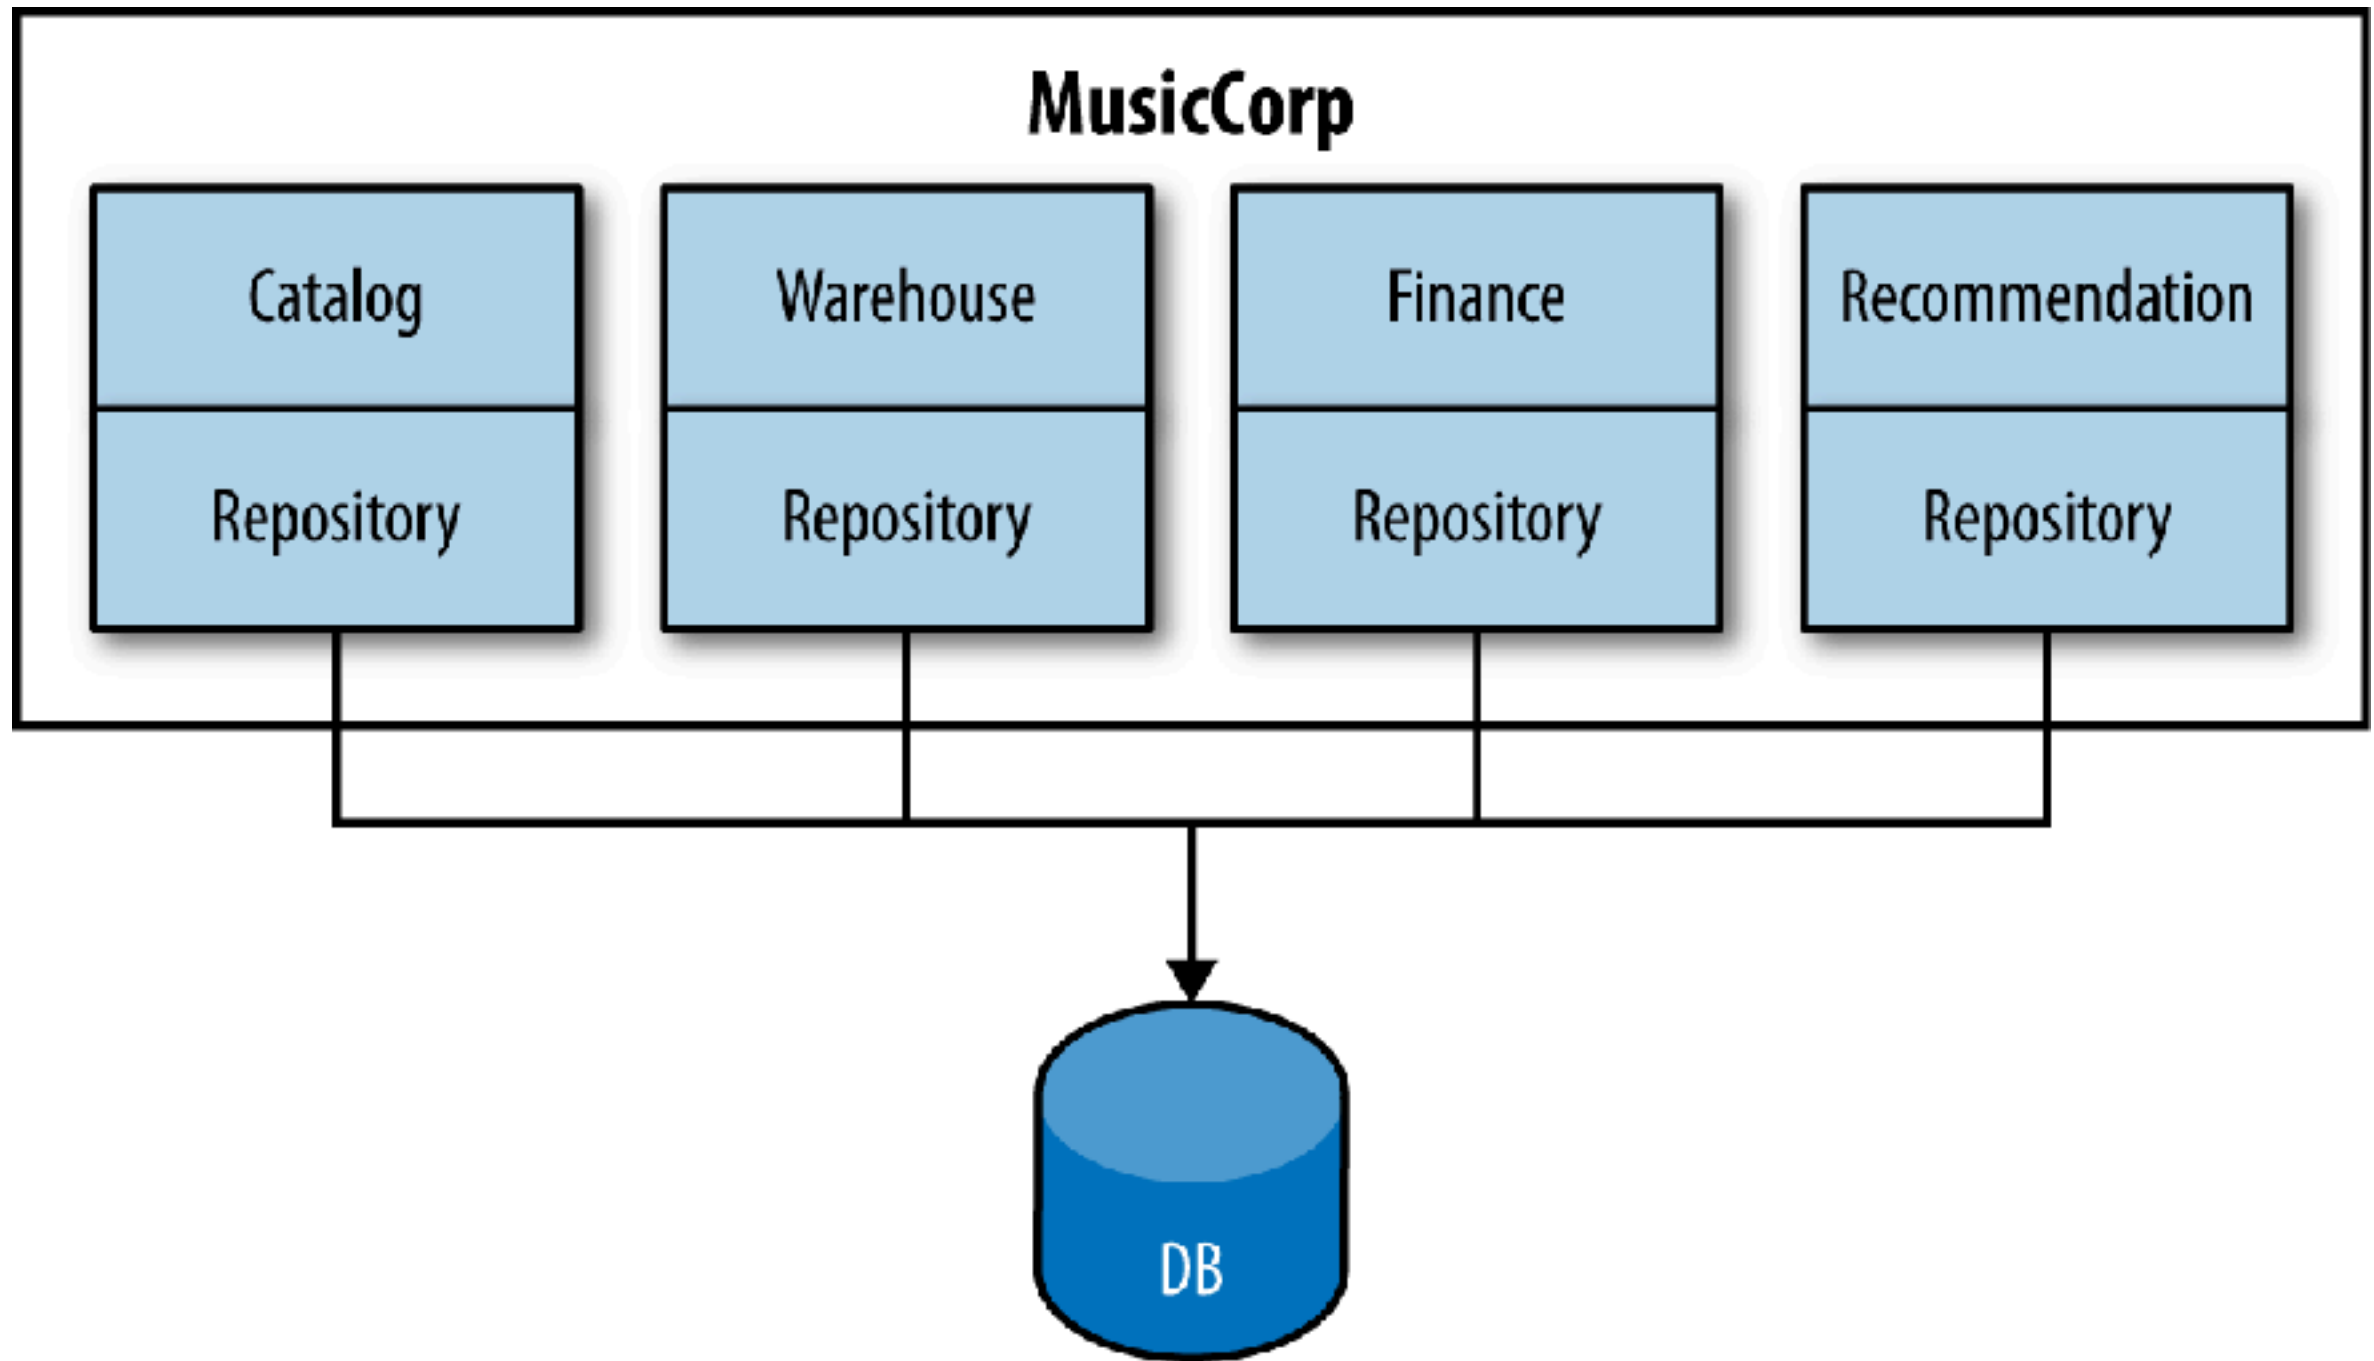 MusicCorp
Catalog
Warehouse
Finance
Recommendation
Repository
Repository
Repository
Repository
DB